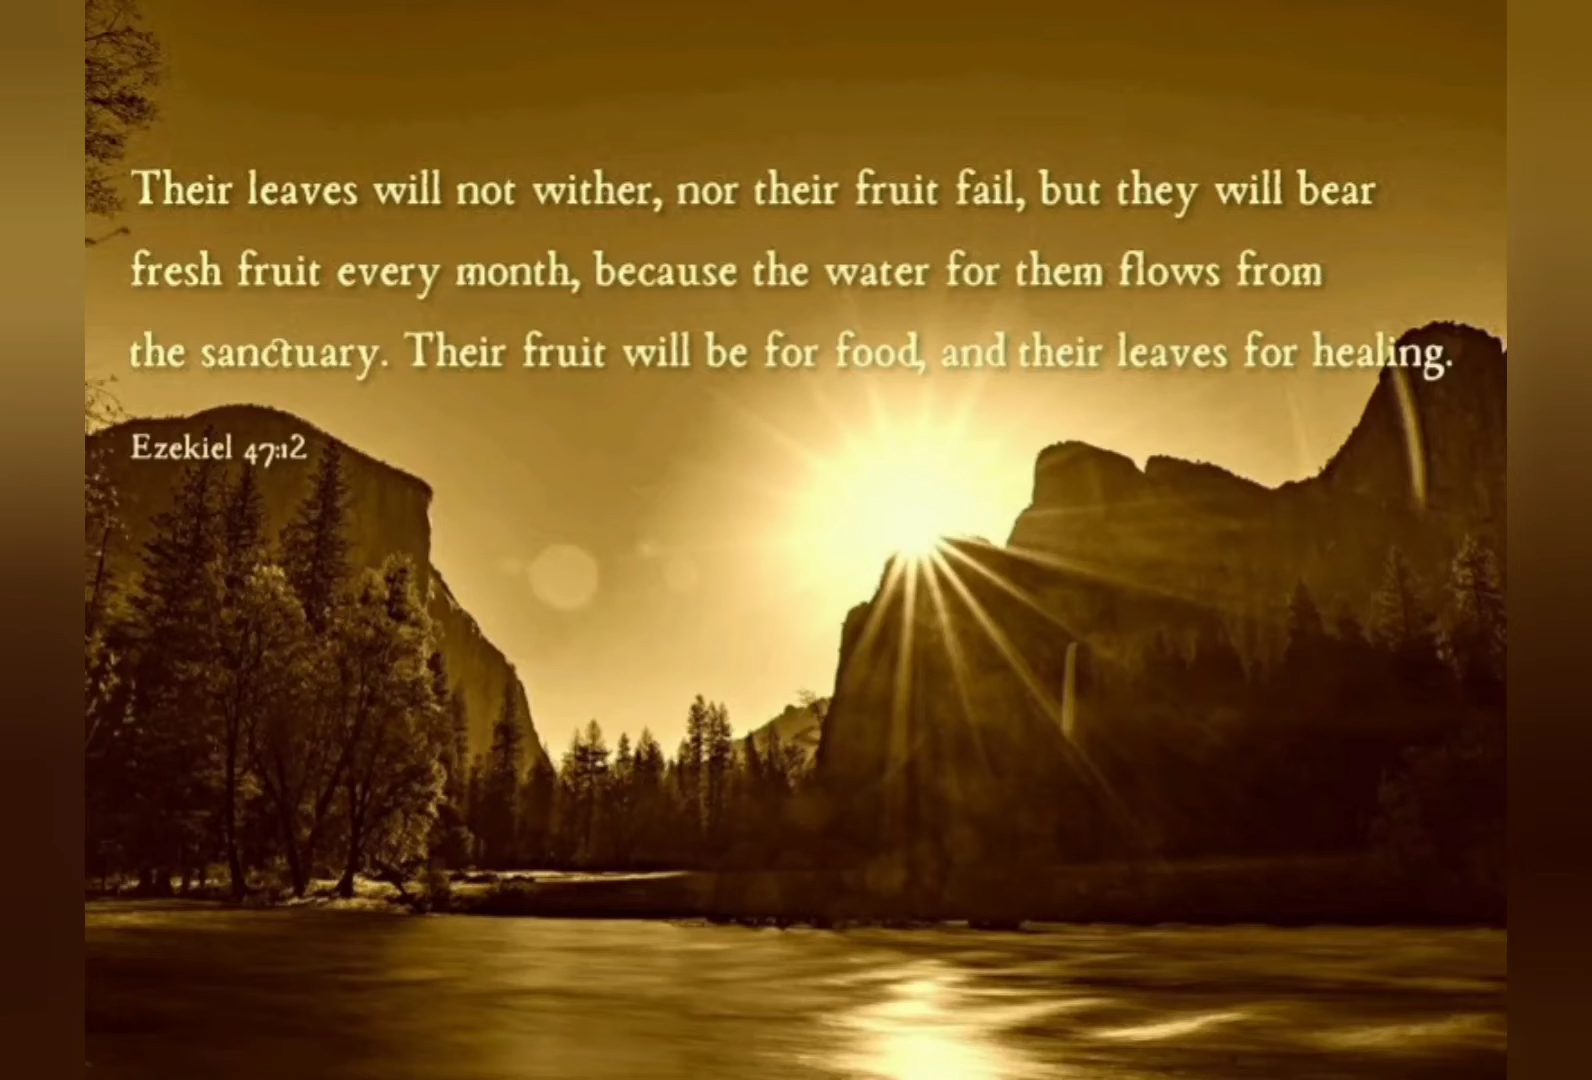 Their leaves will not wither, nor their fruit fail, but they will bear
fresh fruit every month, because the water for them flows from
the sanctuary. Their fruit will be for food, and their leaves for healing.
Ezekiel 47:12